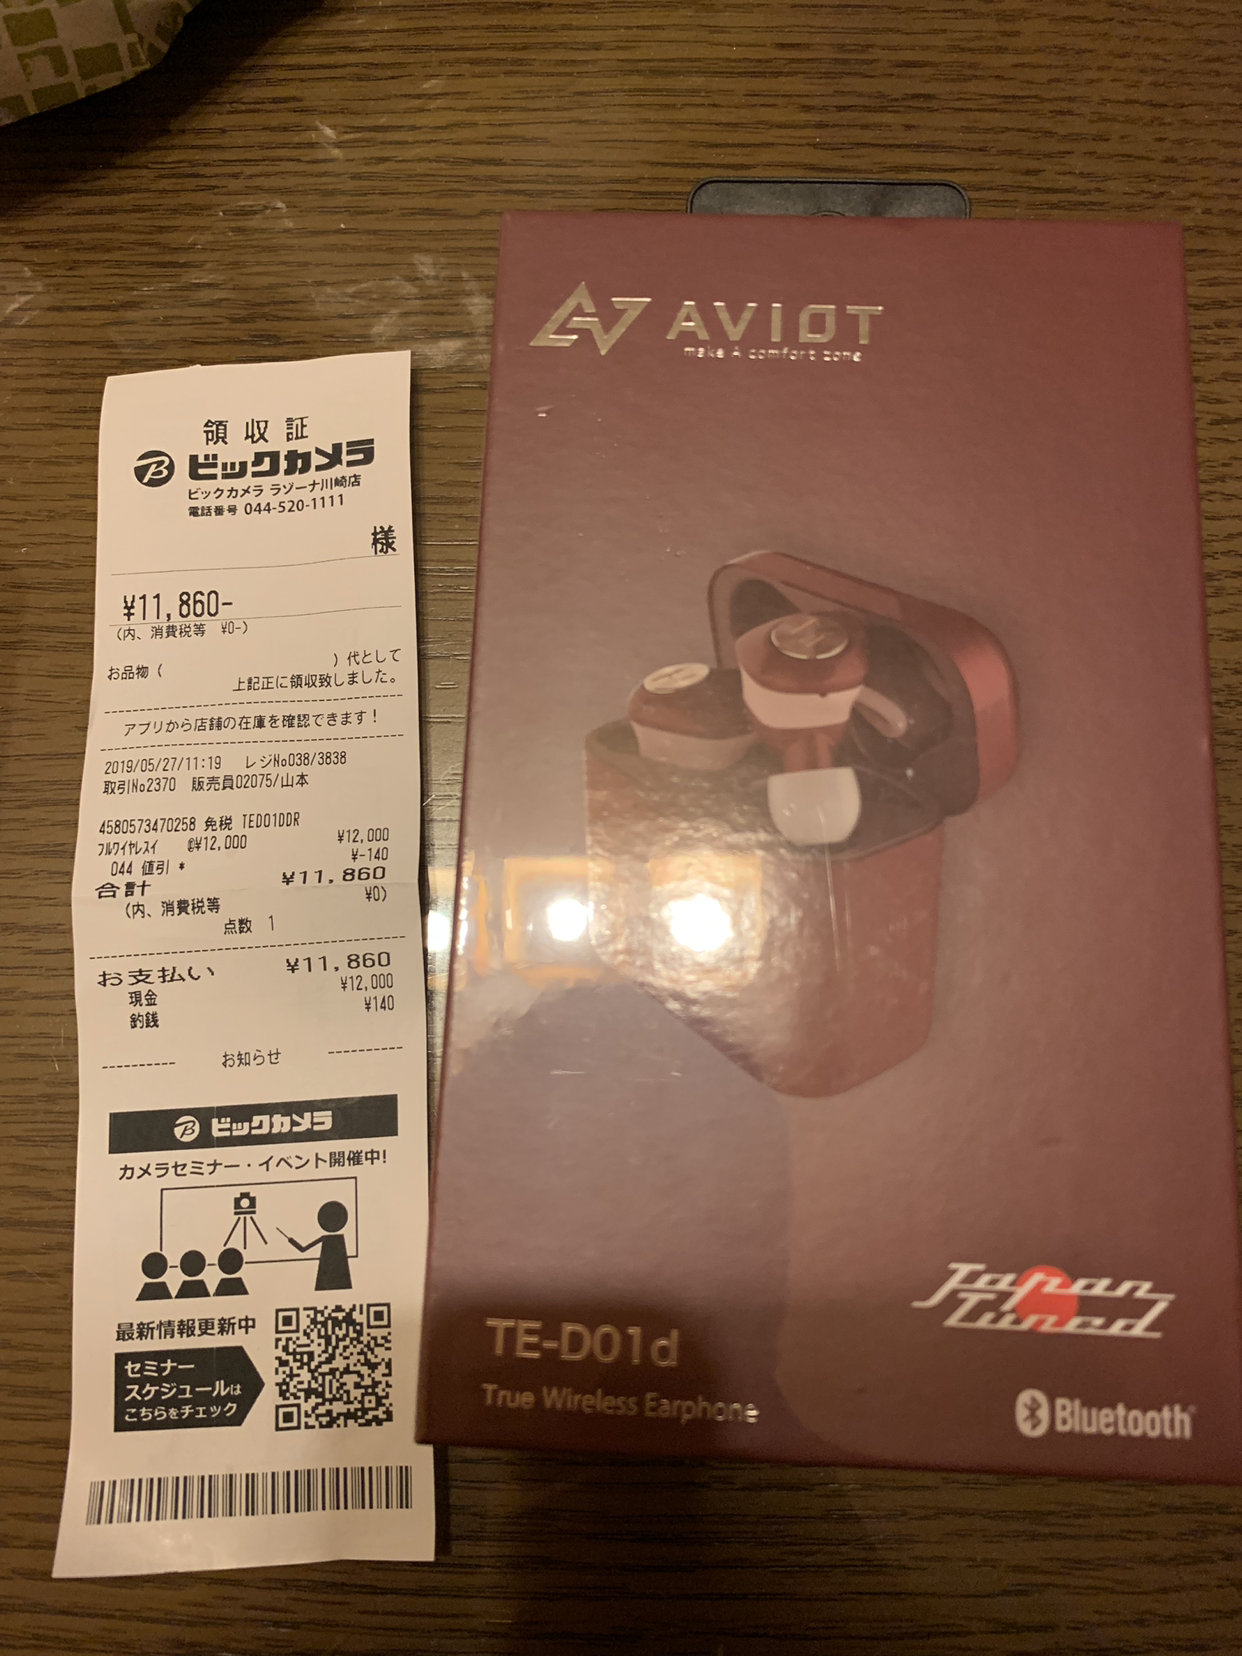 領収証
ビックカメラ
ビックカメラ ラゾーナ川崎店
電話番号 044-520-1111
様
¥11,860-
(内、消費税等 ¥0-)
お品物( )代として
上記正に領収致しました。
アプリから店舗の在庫を確認できます!
2019/05/27/11:19 レジNo038/3838
取引No2370 販売員02075/山本
4580573470258 免税 TED01DDR
フルワイヤレスイ @¥12,000 ¥12,000
044 値引 * ¥-140
合計 ¥11,860
(内、消費税等 ¥0)
点数 1
お支払い ¥11,860
現金 ¥12,000
釣銭 ¥140
お知らせ
ビックカメラ
カメラセミナー・イベント開催中!
最新情報更新中
セミナー
スケジュールは
こちらをチェック
AVIOT
make A comfort zone
Japan
Tuned
TE-D01d
True Wireless Earphone
Bluetooth